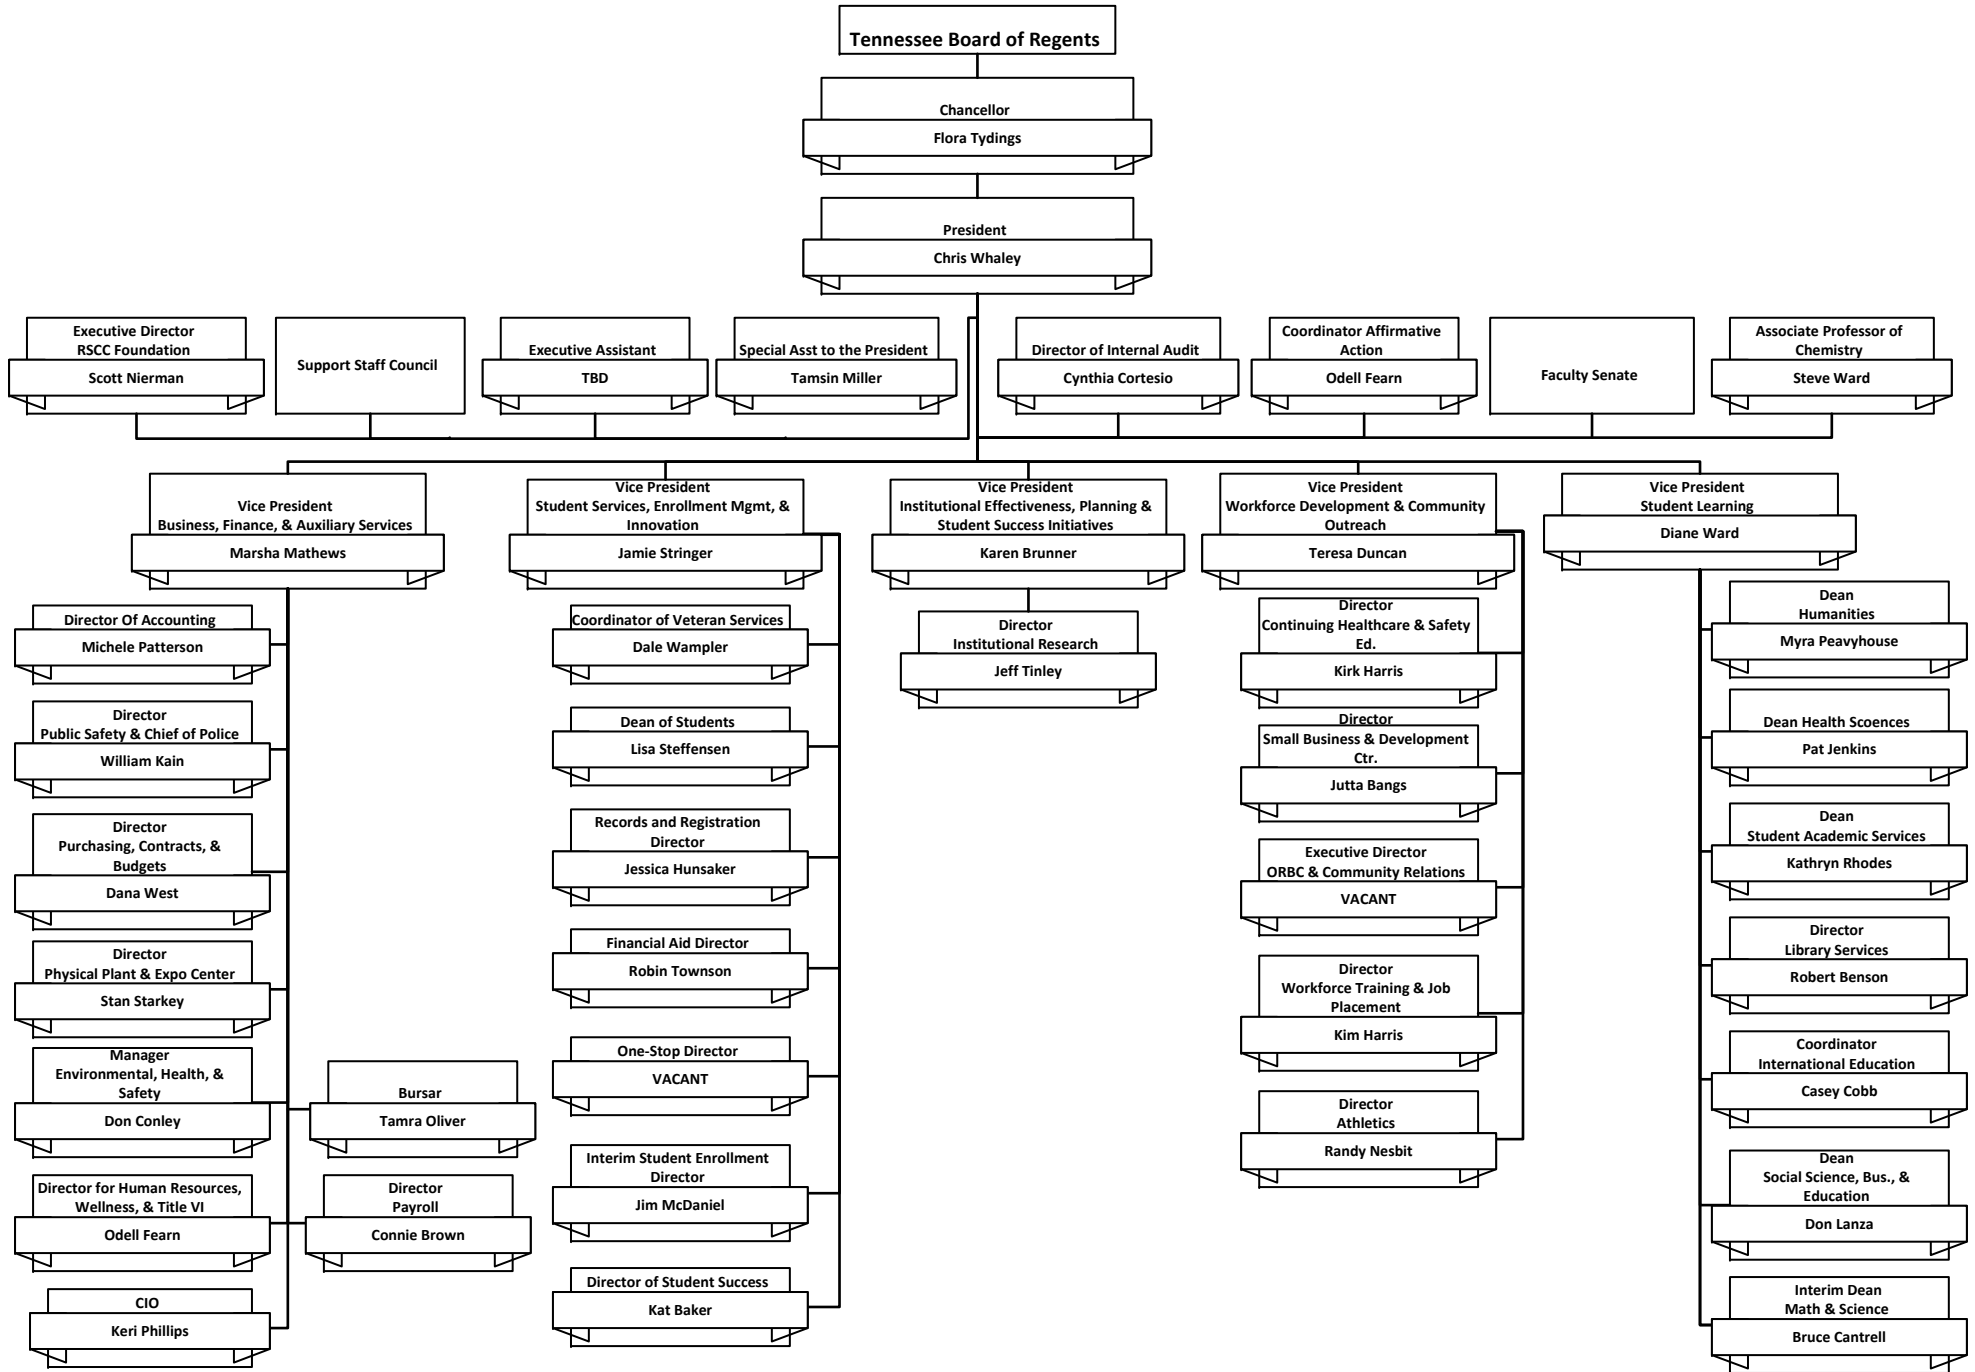 Tennessee Board of Regents
Chancellor
Flora Tydings
President
Chris Whaley
Executive Director
RSCC Foundation
Scott Nierman
Support Staff Council
Executive Assistant
TBD
Special Asst to the President
Tamsin Miller
Director of Internal Audit
Cynthia Cortesio
Coordinator Affirmative
Action
Odell Fearn
Faculty Senate
Associate Professor of
Chemistry
Steve Ward
Vice President
Business, Finance, & Auxiliary Services
Marsha Mathews
Director Of Accounting
Michele Patterson
Director
Public Safety & Chief of Police
William Kain
Director
Purchasing, Contracts, &
Budgets
Dana West
Director
Physical Plant & Expo Center
Stan Starkey
Manager
Environmental, Health, &
Safety
Don Conley
Bursar
Tamra Oliver
Director for Human Resources,
Wellness, & Title VI
Odell Fearn
Director
Payroll
Connie Brown
CIO
Keri Phillips
Vice President
Student Services, Enrollment Mgmt, &
Innovation
Jamie Stringer
Coordinator of Veteran Services
Dale Wampler
Dean of Students
Lisa Steffensen
Records and Registration
Director
Jessica Hunsaker
Financial Aid Director
Robin Townson
One-Stop Director
VACANT
Interim Student Enrollment
Director
Jim McDaniel
Director of Student Success
Kat Baker
Vice President
Institutional Effectiveness, Planning &
Student Success Initiatives
Karen Brunner
Director
Institutional Research
Jeff Tinley
Vice President
Workforce Development & Community
Outreach
Teresa Duncan
Director
Continuing Healthcare & Safety
Ed.
Kirk Harris
Director
Small Business & Development
Ctr.
Jutta Bangs
Executive Director
ORBC & Community Relations
VACANT
Director
Workforce Training & Job
Placement
Kim Harris
Director
Athletics
Randy Nesbit
Vice President
Student Learning
Diane Ward
Dean
Humanities
Myra Peavyhouse
Dean Health Scoences
Pat Jenkins
Dean
Student Academic Services
Kathryn Rhodes
Director
Library Services
Robert Benson
Coordinator
International Education
Casey Cobb
Dean
Social Science, Bus., &
Education
Don Lanza
Interim Dean
Math & Science
Bruce Cantrell